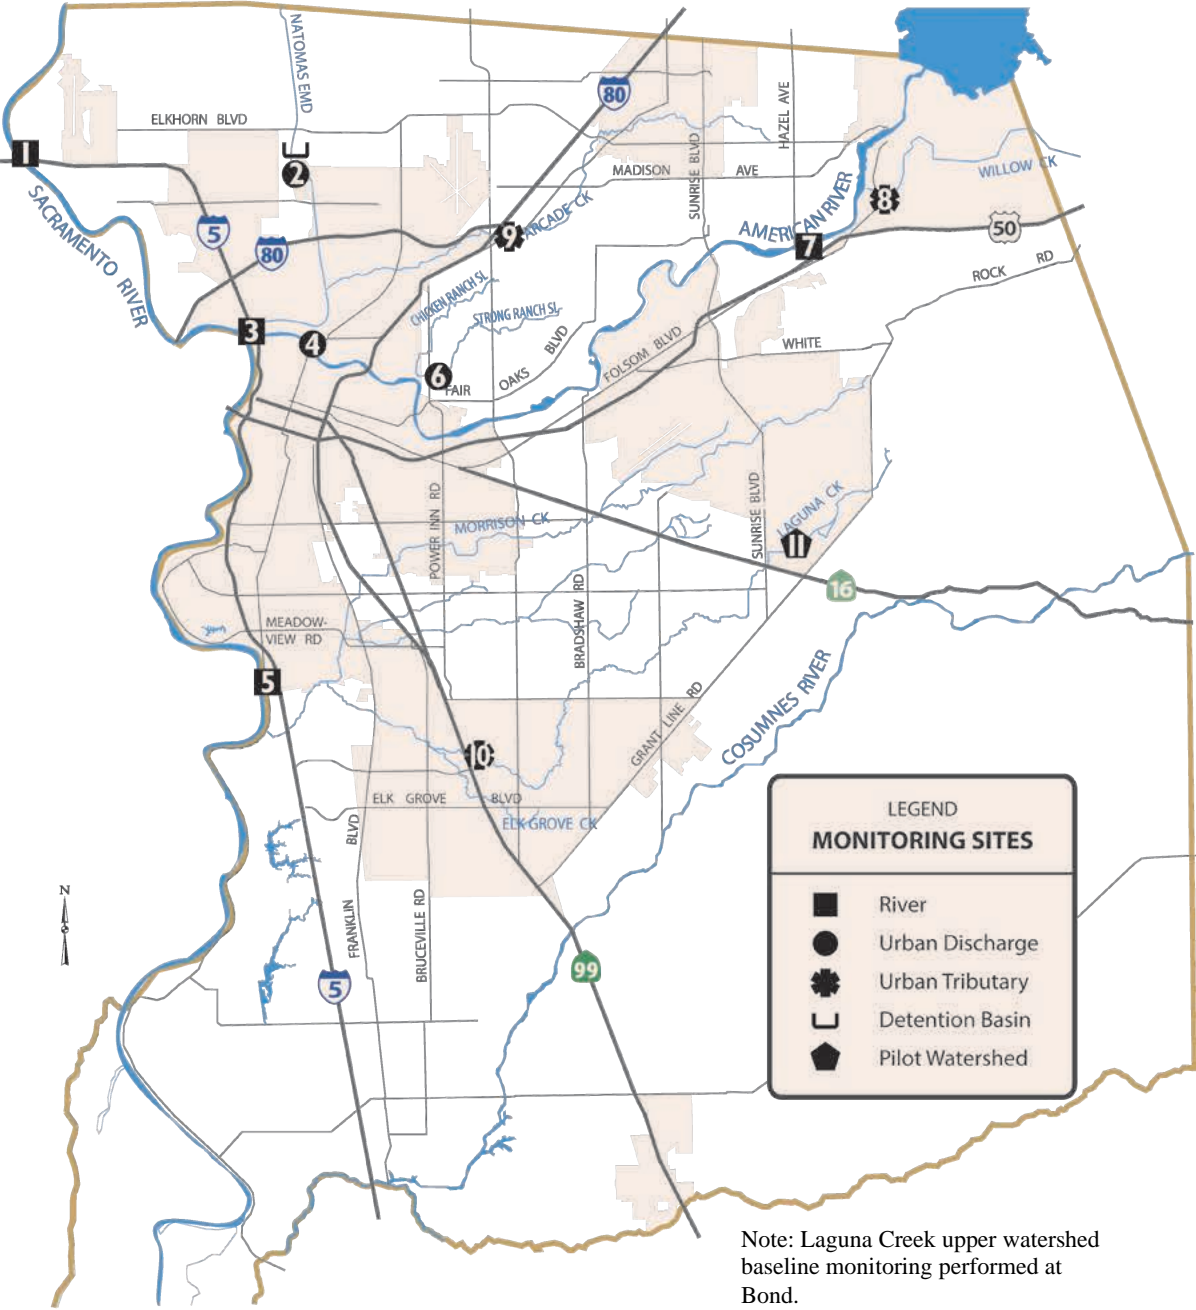 NATOMAS EMD
80
ELKHORN BLVD
HAZEL AVE
1
2
MADISON AVE
SUNRISE BLVD
WILLOW CK
SACRAMENTO RIVER
5
80
9
ARCADE CK
AMERICAN RIVER
8
7
50
ROCK RD
CHICKEN RANCH SL
STRONG RANCH SL
3
4
6
FAIR OAKS BLVD
FOLSOM BLVD
WHITE
POWER INN RD
MORRISON CK
SUNRISE BLVD
LAGUNA CK
11
16
BRADSHAW RD
MEADOW-
VIEW RD
5
COSUMNES RIVER
GRANT LINE RD
10
ELK GROVE BLVD
ELK GROVE CK
FRANKLIN BLVD
BRUCEVILLE RD
N
5
99
LEGEND
MONITORING SITES
River
Urban Discharge
Urban Tributary
Detention Basin
Pilot Watershed
Note: Laguna Creek upper watershed
baseline monitoring performed at
Bond.